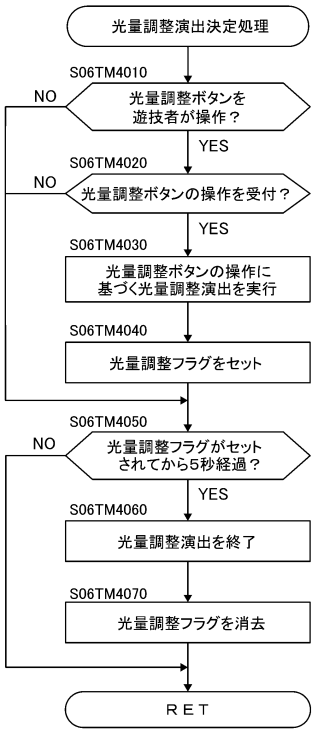 光量調整演出決定処理
S06TM4010
NO
光量調整ボタンを
遊技者が操作？
YES
S06TM4020
NO
光量調整ボタンの操作を受付？
YES
S06TM4030
光量調整ボタンの操作に
基づく光量調整演出を実行
S06TM4040
光量調整フラグをセット
S06TM4050
NO
光量調整フラグがセット
されてから5秒経過？
YES
S06TM4060
光量調整演出を終了
S06TM4070
光量調整フラグを消去
ＲＥＴ